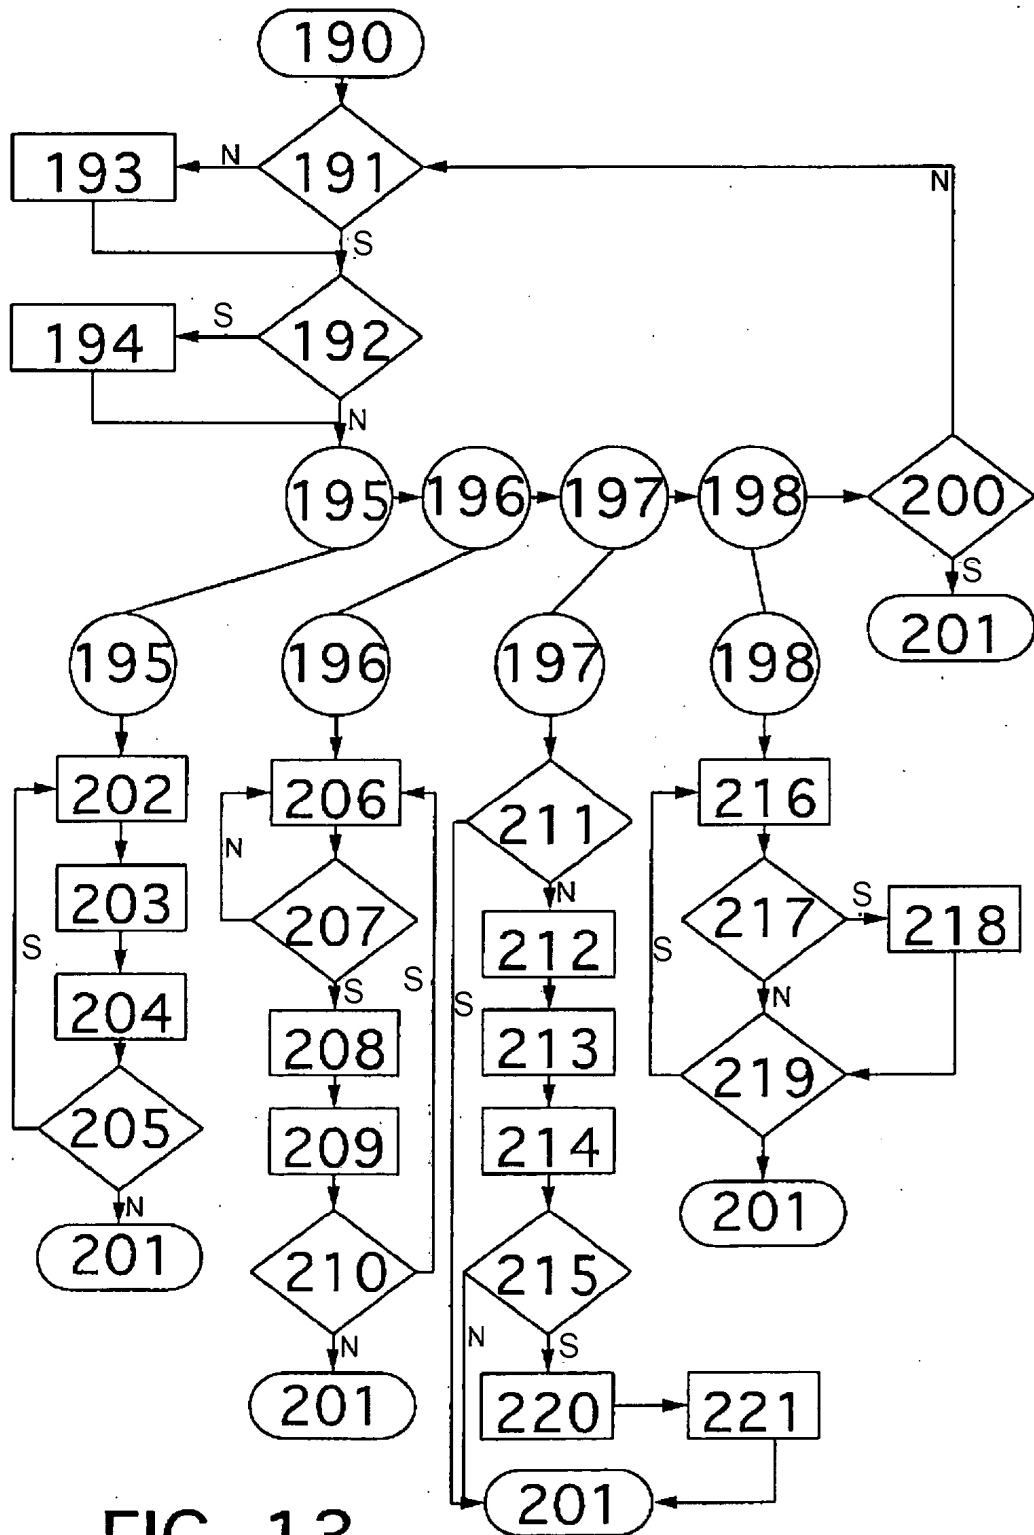 190
193 N 191 N
S
194 S 192
N
195 196 197 198 200
S
201
195 196 197 198
202 206 211 216
N
203 207 N 217 S 218
S S S 212 S N
204 S
208 213 219
205 209 214
N 201
201 210 215
N N S
201 220 221
201
FIG. 13